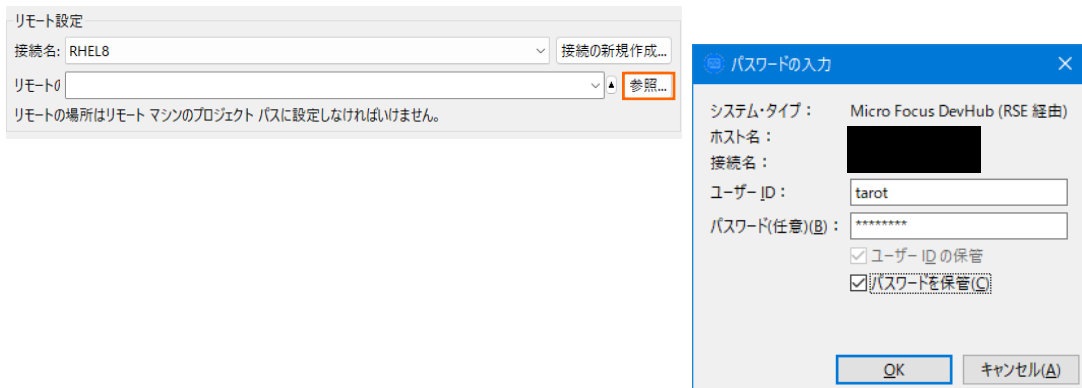 リモート設定
接続名: RHEL8
接続の新規作成...
リモートの
参照...
リモートの場所はリモート マシンのプロジェクト パスに設定しなければいけません。
パスワードの入力
システム・タイプ： Micro Focus DevHub (RSE 経由)
ホスト名：
接続名：
ユーザー ID： tarot
パスワード(任意)(B)： ********
ユーザー ID の保管
パスワードを保管(C)
OK
キャンセル(A)